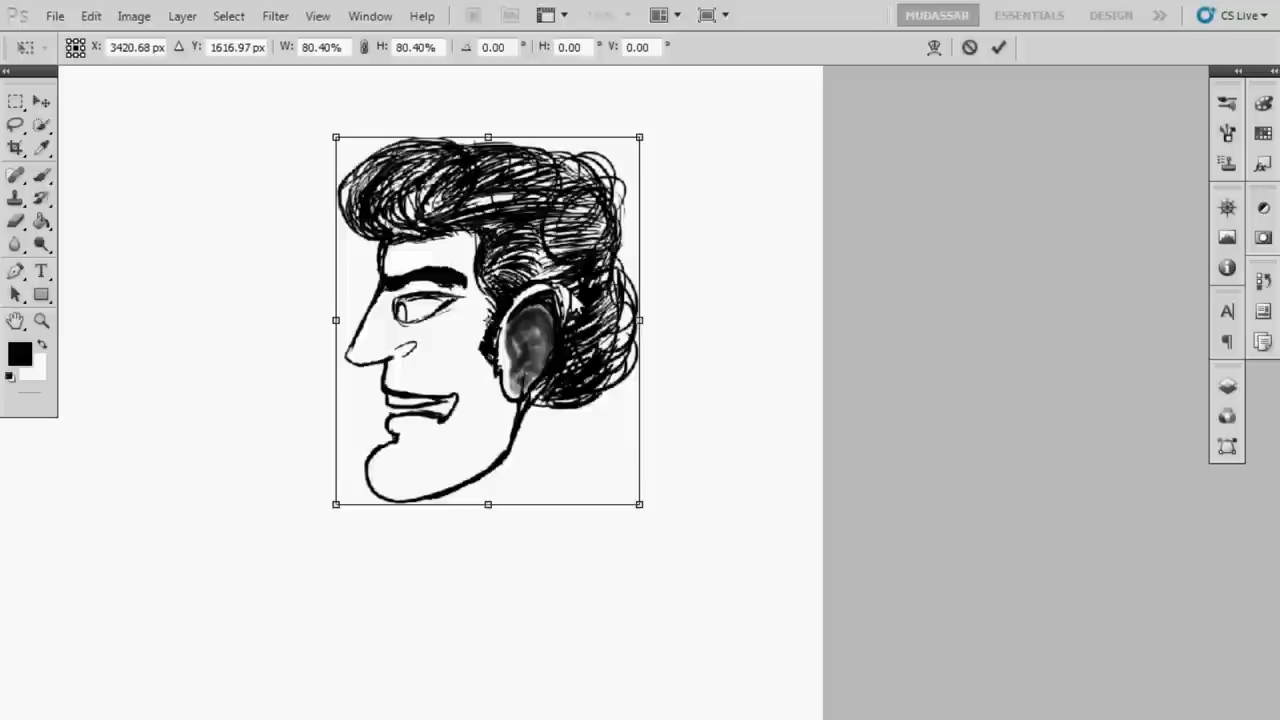 Ps File Edit Image Layer Select Filter View Window Help MUDASSAR ESSENTIALS DESIGN CS Live
X: 3420.68 px Y: 1616.97 px W: 80.40% H: 80.40% 0.00 ° H: 0.00 ° V: 0.00 °